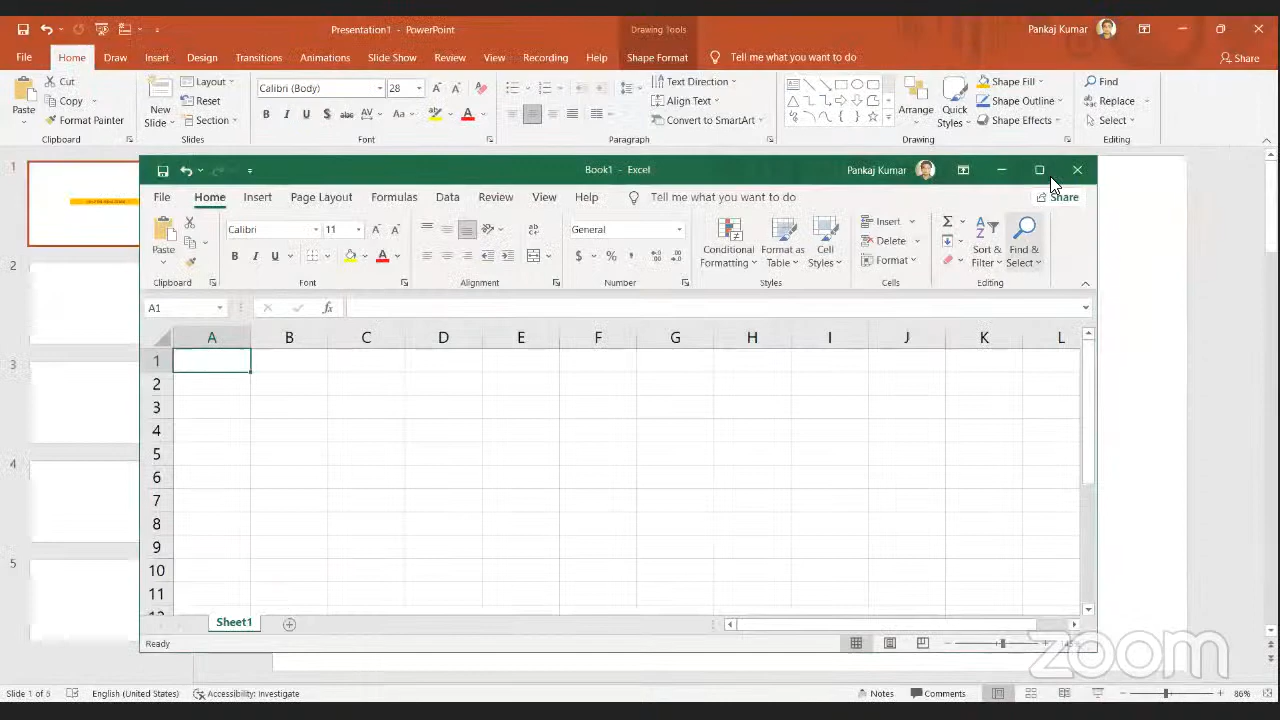 Presentation1 - PowerPoint
Drawing Tools
Pankaj Kumar
File Home Draw Insert Design Transitions Animations Slide Show Review View Recording Help Shape Format Tell me what you want to do Share
Paste
Cut
Copy
Format Painter
Clipboard
New Slide
Layout
Reset
Section
Slides
Calibri (Body) 28
B I U S abc AV Aa A
Font
Text Direction
Align Text
Convert to SmartArt
Paragraph
Arrange
Quick Styles
Shape Fill
Shape Outline
Shape Effects
Drawing
Find
Replace
Select
Editing
1
2
3
4
5
Book1 - Excel
Pankaj Kumar
File Home Insert Page Layout Formulas Data Review View Help Tell me what you want to do Share
Paste
Clipboard
Calibri 11
B I U A
Font
Alignment
General
$ % ,
Number
Conditional Formatting
Format as Table
Cell Styles
Styles
Insert
Delete
Format
Cells
Sort & Filter
Find & Select
Editing
A1
fx
A B C D E F G H I J K L
1
2
3
4
5
6
7
8
9
10
11
Sheet1
Ready
zoom
Slide 1 of 5 English (United States) Accessibility: Investigate Notes Comments 86%